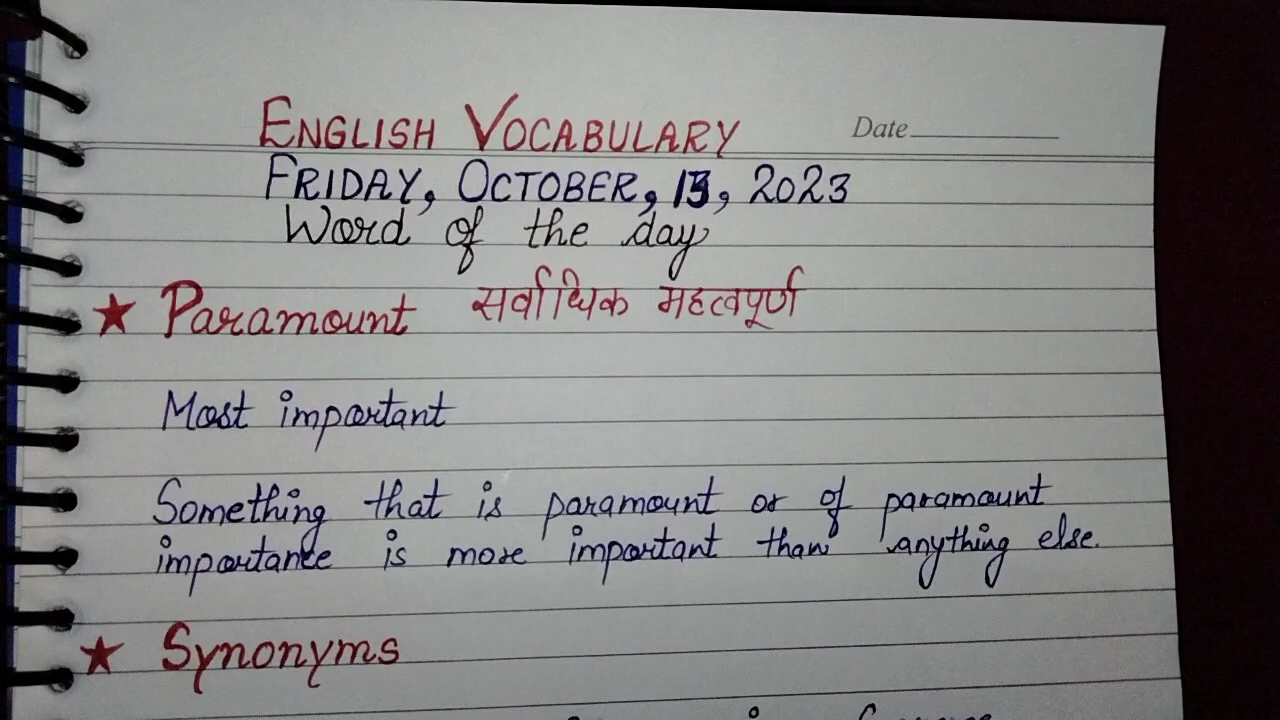 ENGLISH VOCABULARY
Date
FRIDAY, OCTOBER, 13, 2023
Word of the day
★ Paramount सर्वाधिक महत्वपूर्ण
Most important
Something that is paramount or of paramount
importance is more important than anything else.
★ Synonyms